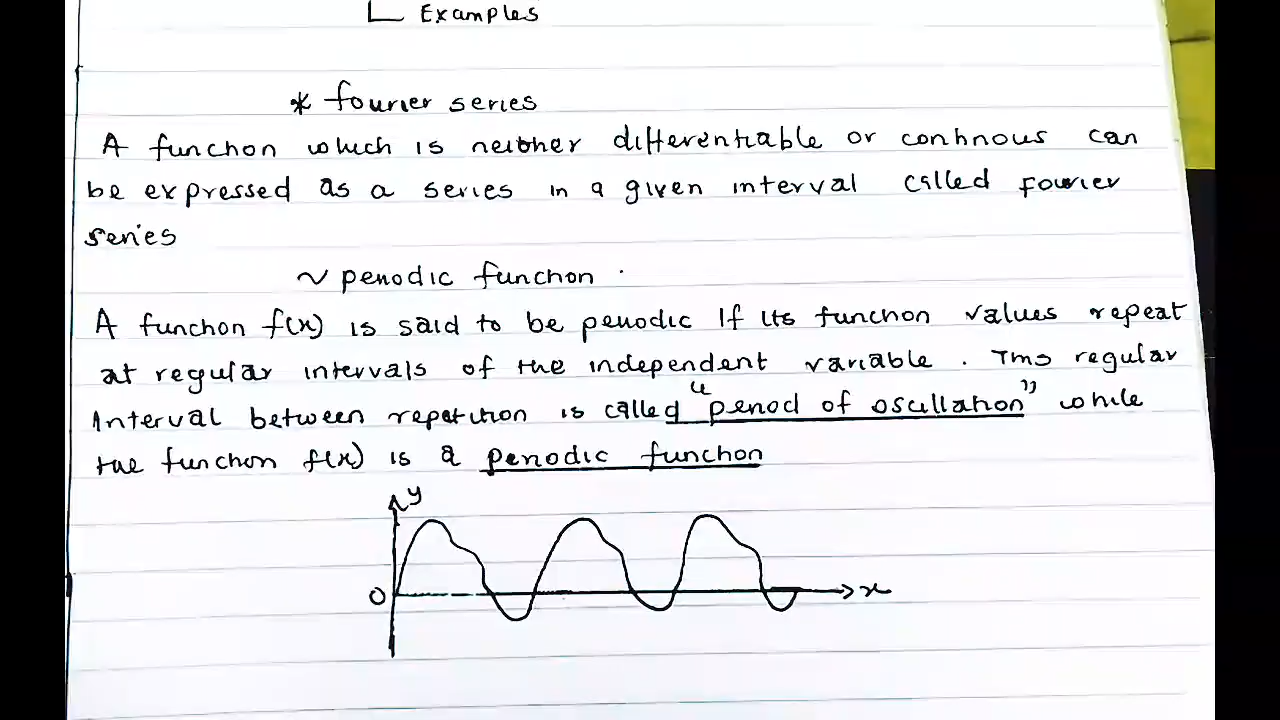 Examples
* fourier series
A function which is neither differentiable or continous can
be expressed as a series in a given interval called fourier
series
~ periodic function
A function f(x) is said to be periodic if its function values repeat
at regular intervals of the independent variable. This regular
Interval between repetition is called "period of oscillation" while
the function f(x) is a periodic function
y
0
x